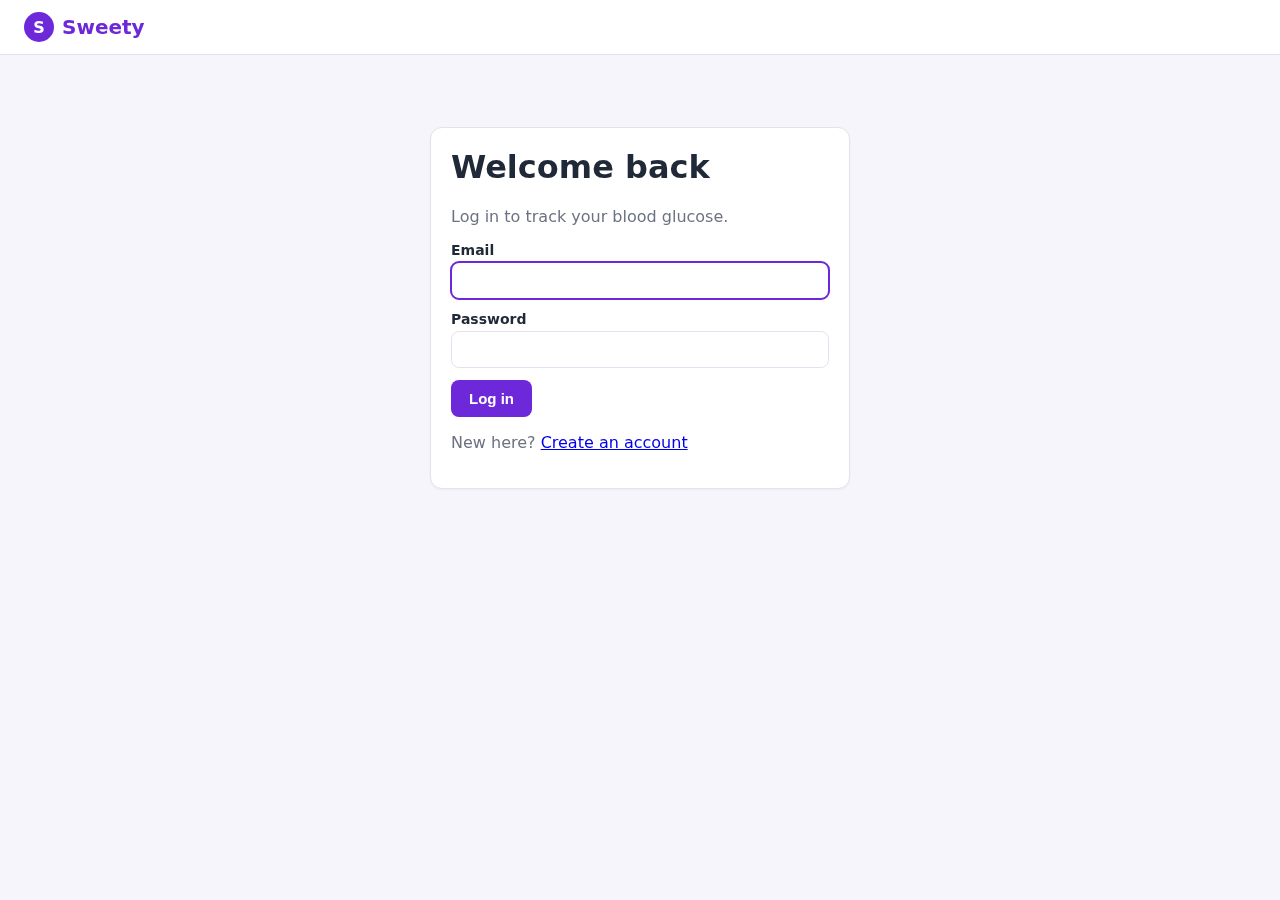 S Sweety
Welcome back
Log in to track your blood glucose.
Email
Password
Log in
New here? Create an account